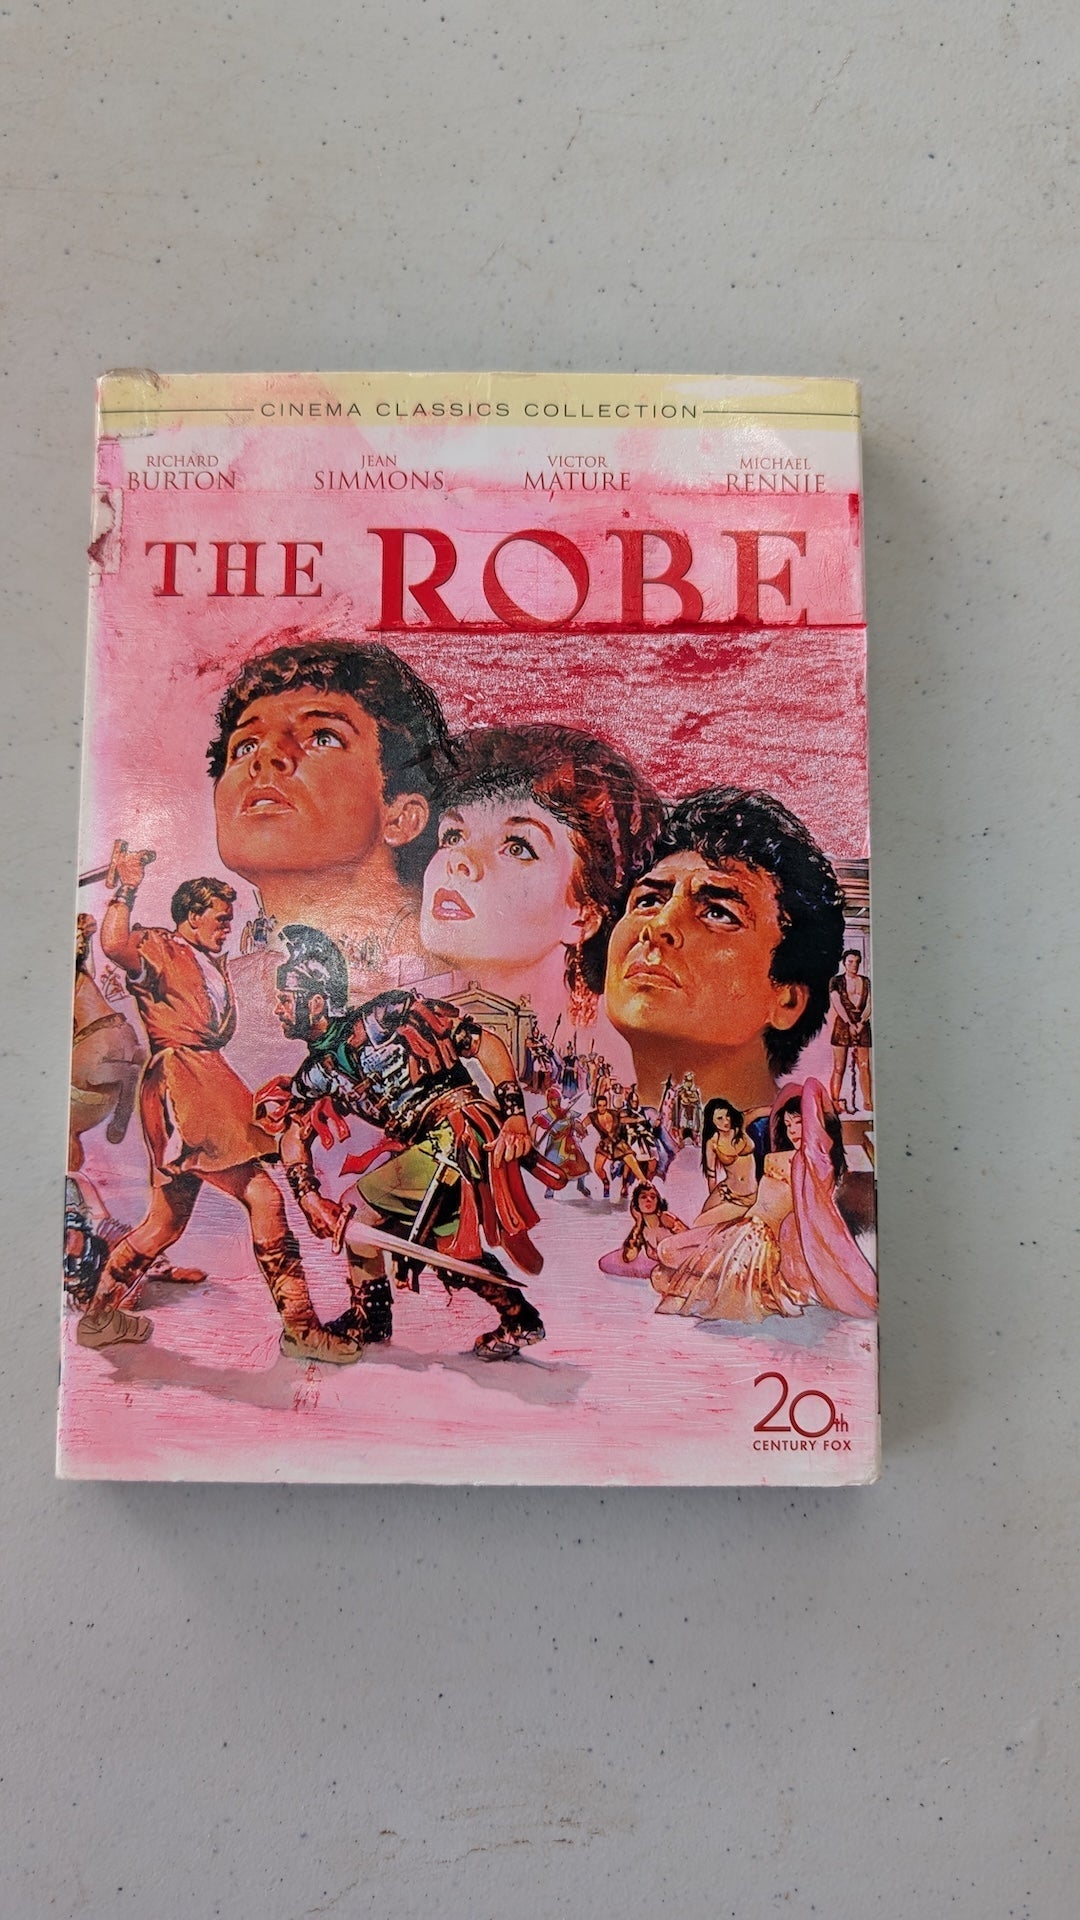 CINEMA CLASSICS COLLECTION
RICHARD BURTON
JEAN SIMMONS
VICTOR MATURE
MICHAEL RENNIE
THE ROBE
20th
CENTURY FOX